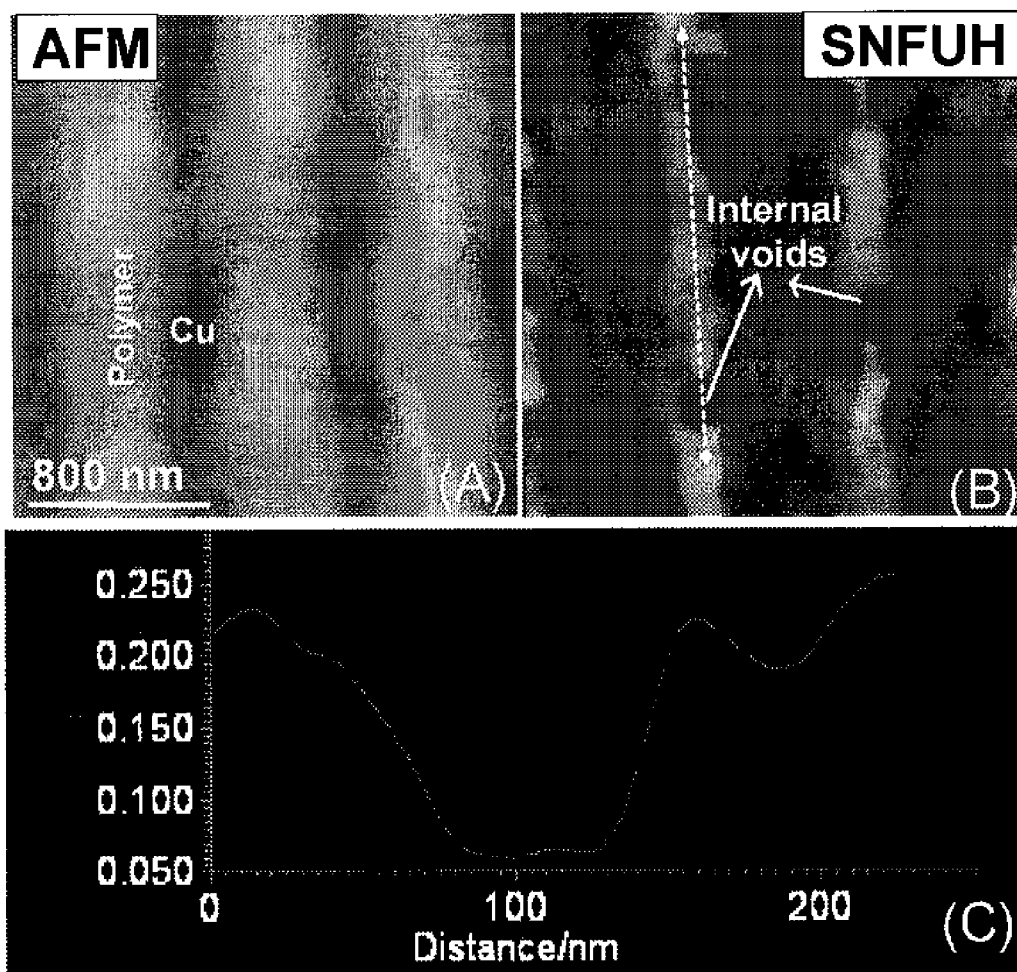 AFM
SNFUH
Polymer
Cu
Internal
voids
800 nm
(A)
(B)
0.250
0.200
0.150
0.100
0.050
0
100
200
Distance/nm
(C)